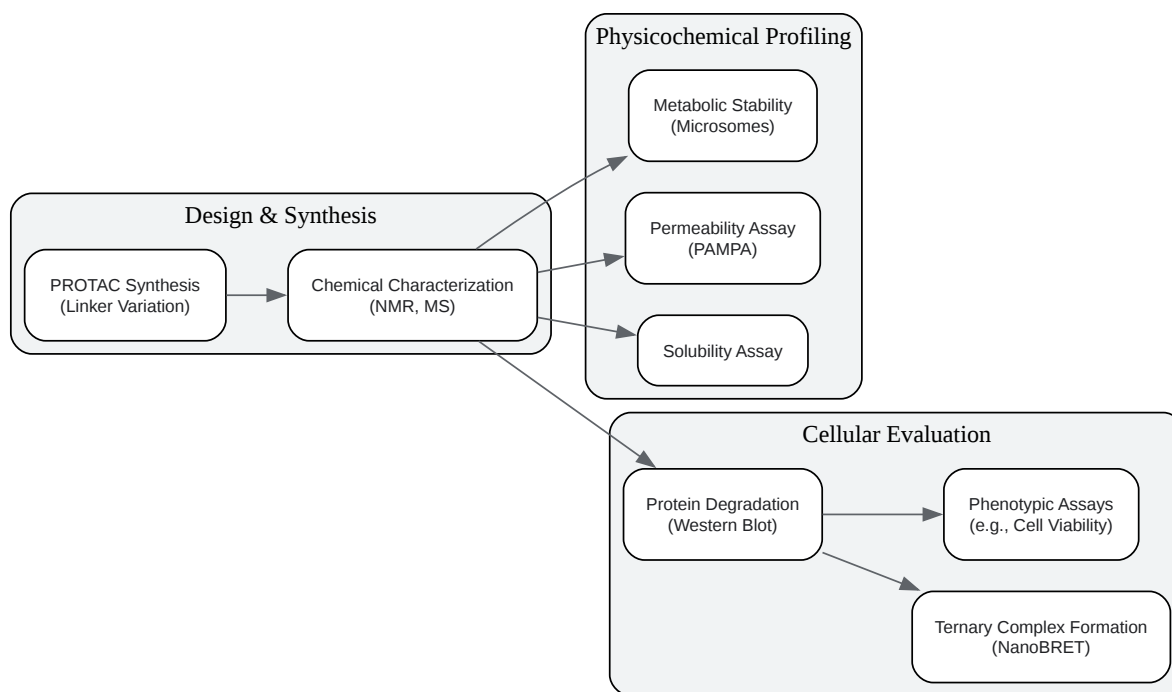 Physicochemical Profiling
Metabolic Stability
(Microsomes)
Permeability Assay
(PAMPA)
Solubility Assay
Design & Synthesis
PROTAC Synthesis
(Linker Variation)
Chemical Characterization
(NMR, MS)
Cellular Evaluation
Protein Degradation
(Western Blot)
Phenotypic Assays
(e.g., Cell Viability)
Ternary Complex Formation
(NanoBRET)